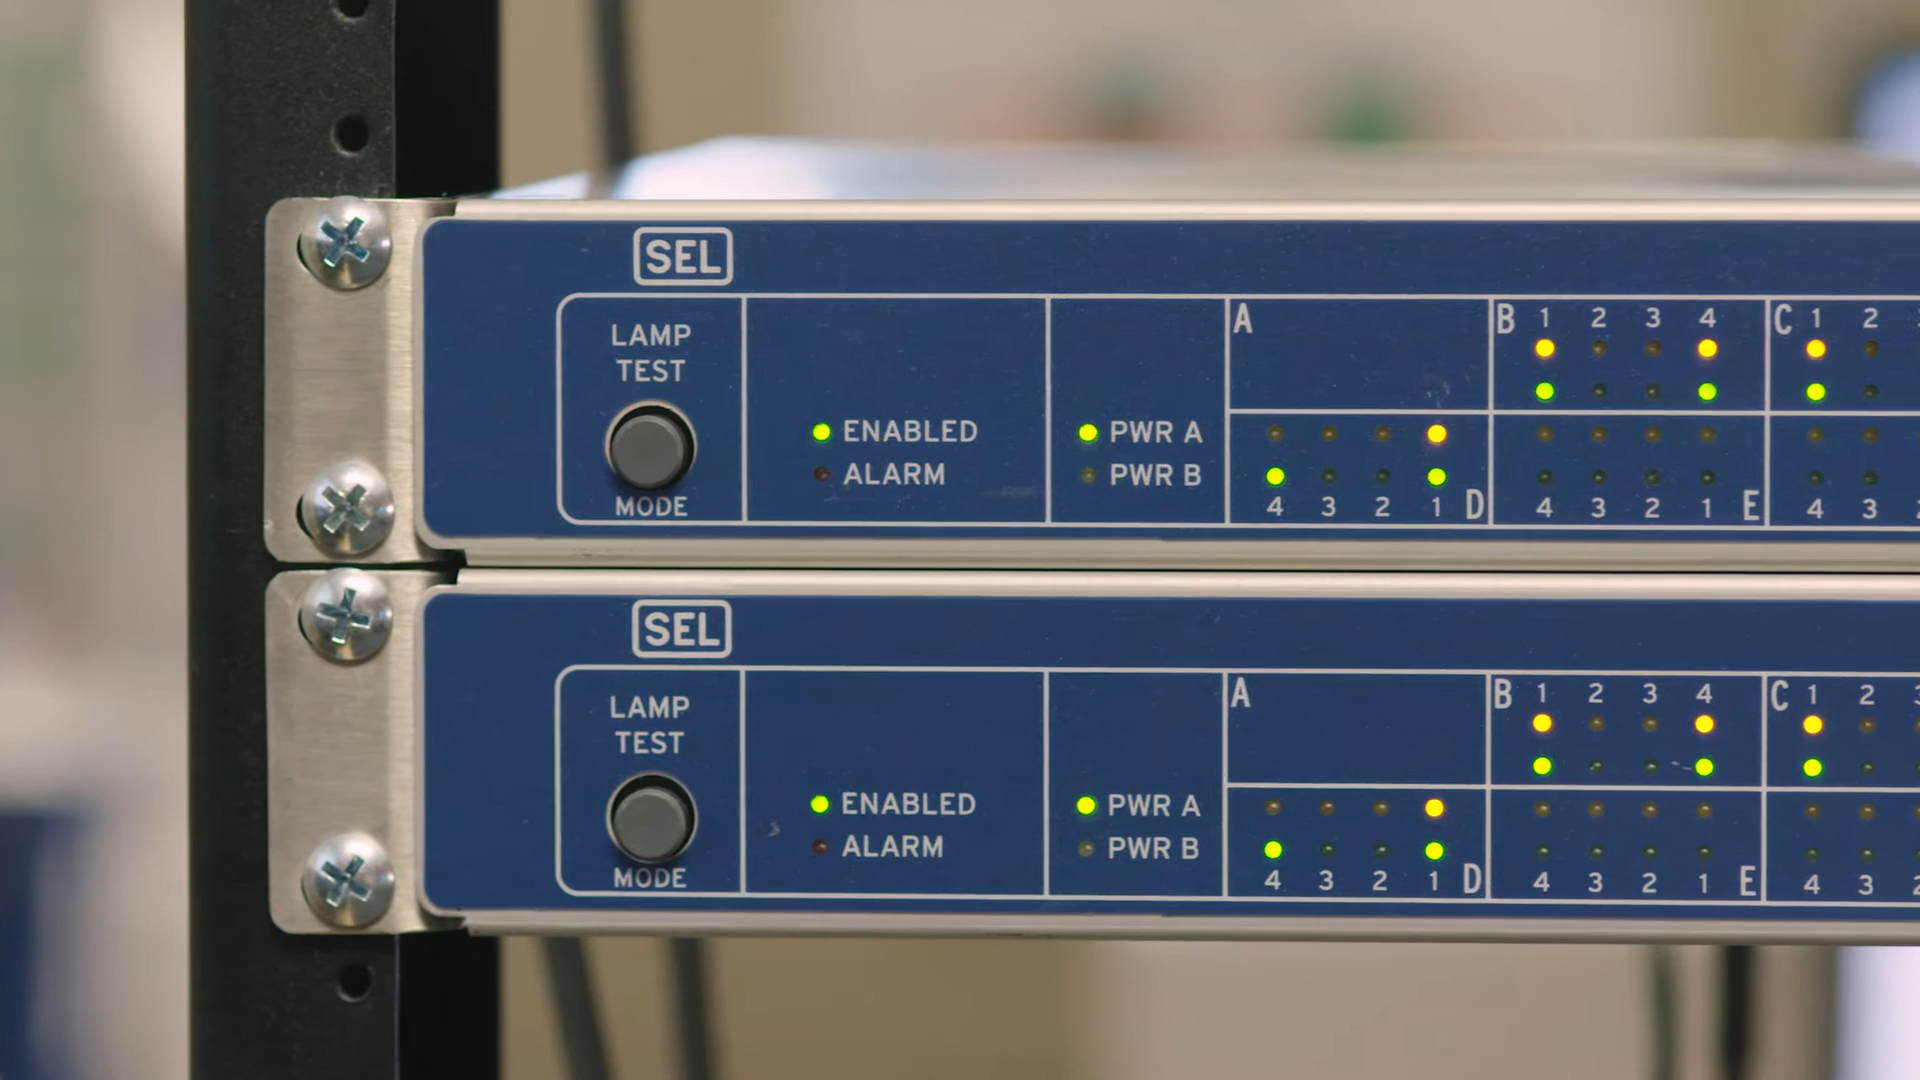 SEL
LAMP
TEST
MODE
ENABLED
ALARM
PWR A
PWR B
A
B 1 2 3 4
C 1 2
4 3 2 1 D
4 3 2 1 E
4 3
SEL
LAMP
TEST
MODE
ENABLED
ALARM
PWR A
PWR B
A
B 1 2 3 4
C 1 2
4 3 2 1 D
4 3 2 1 E
4 3